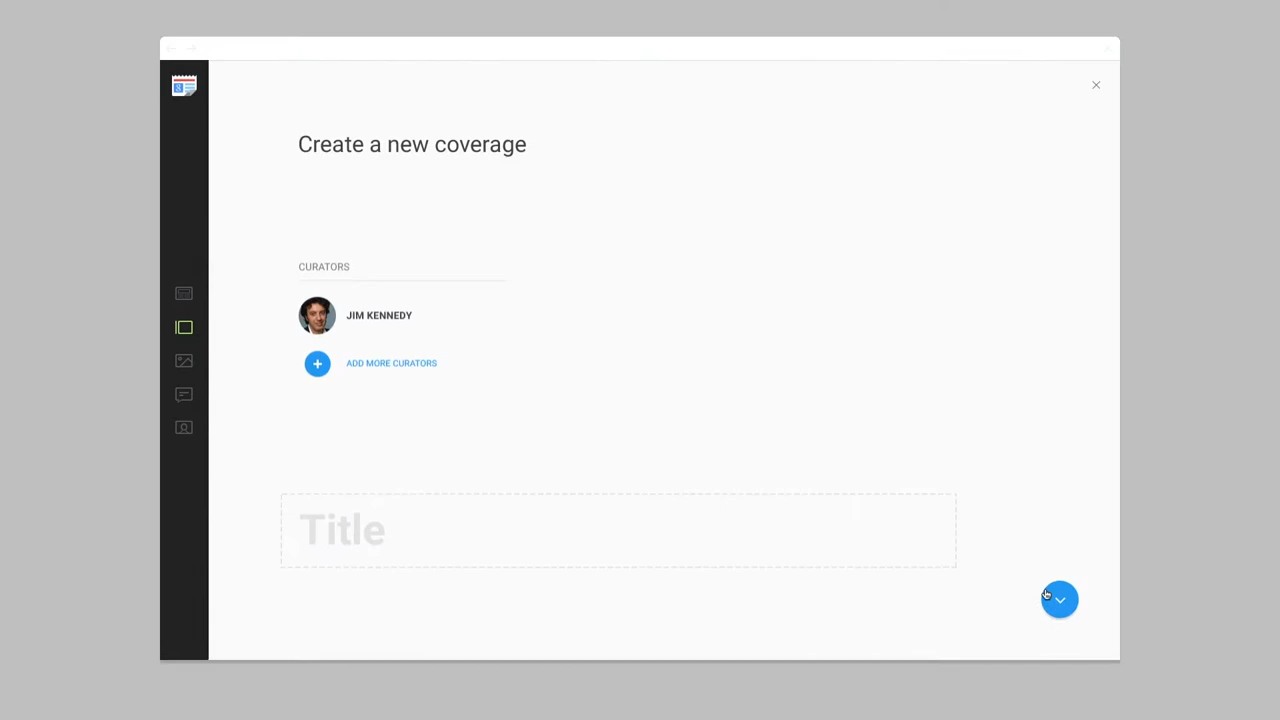 Create a new coverage
CURATORS
JIM KENNEDY
ADD MORE CURATORS
Title